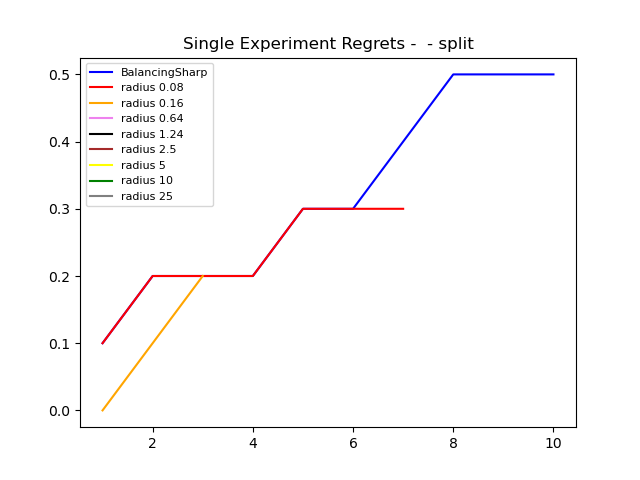 Single Experiment Regrets -  - split
BalancingSharp
radius 0.08
radius 0.16
radius 0.64
radius 1.24
radius 2.5
radius 5
radius 10
radius 25
0.5
0.4
0.3
0.2
0.1
0.0
2 4 6 8 10